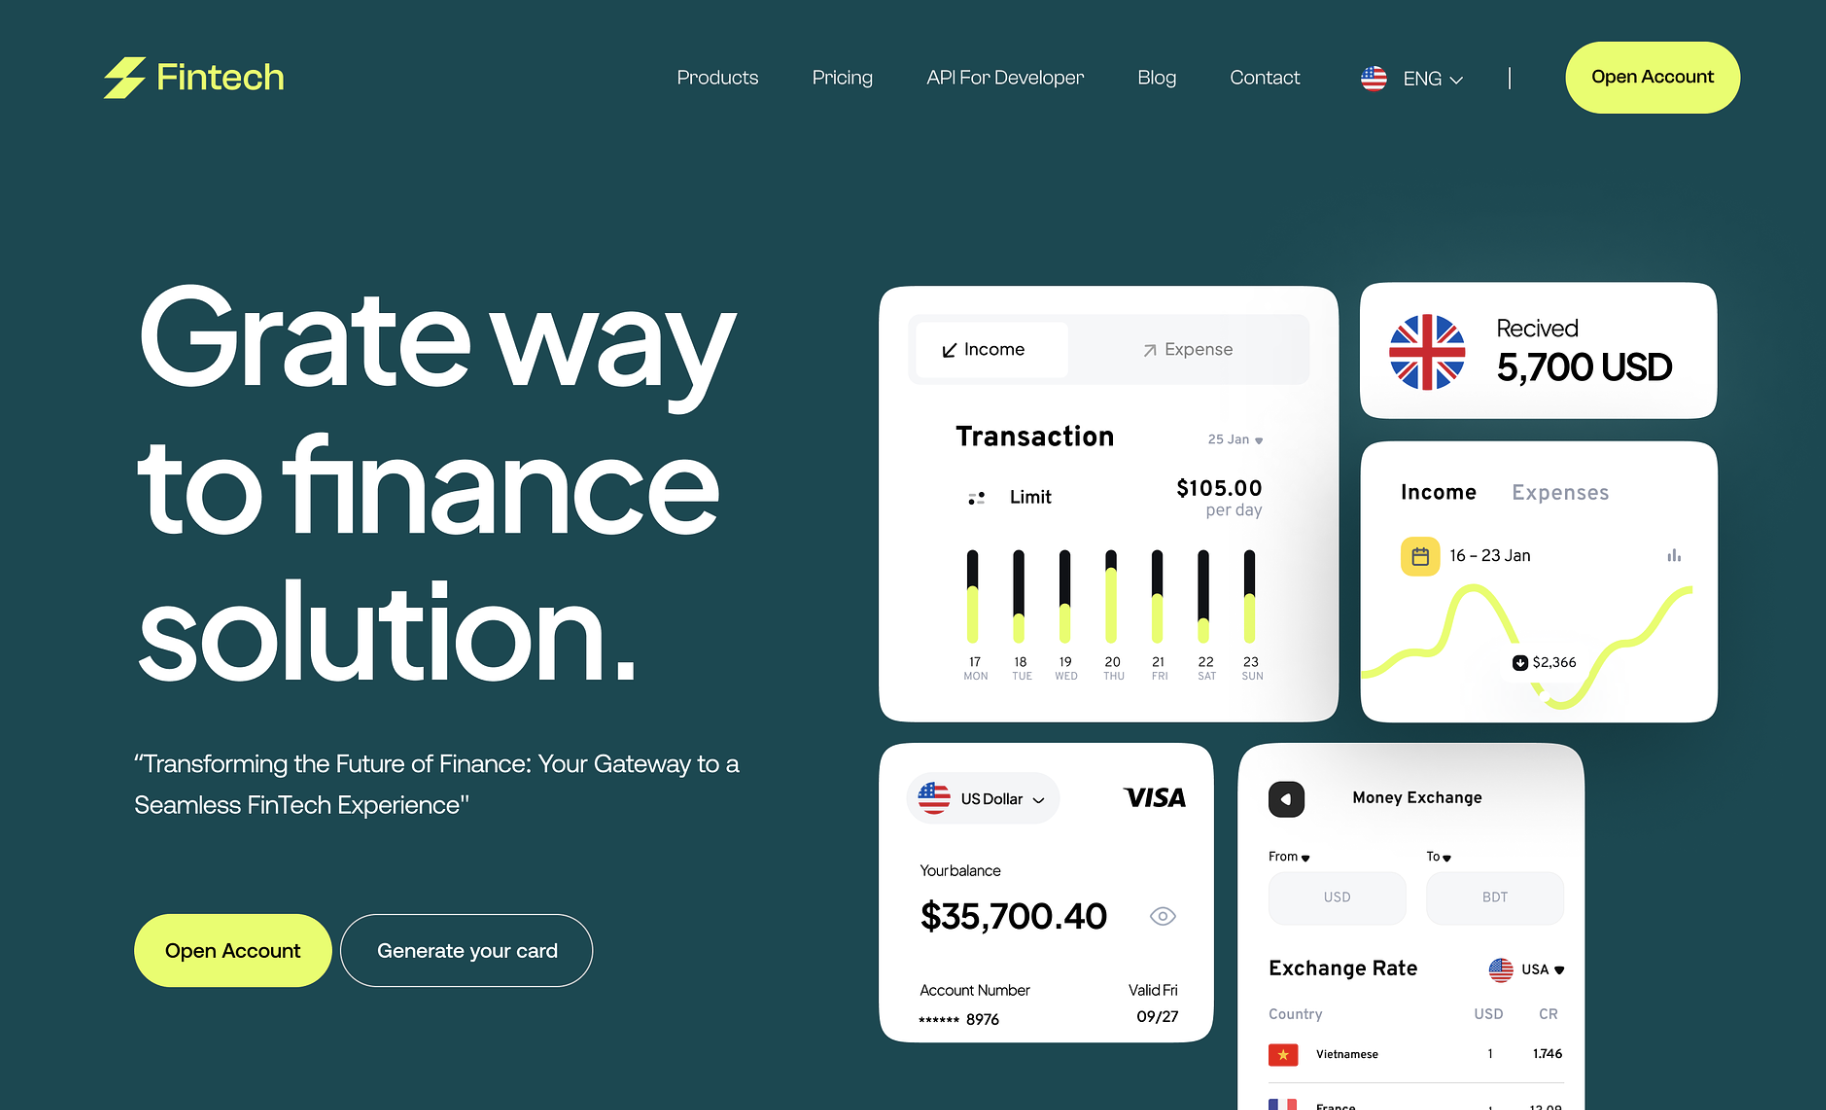 Fintech
Products
Pricing
API For Developer
Blog
Contact
ENG
Open Account
Grate way
to finance
solution.
“Transforming the Future of Finance: Your Gateway to a
Seamless FinTech Experience"
Open Account
Generate your card
Income
Expense
Transaction
25 Jan
Limit
$105.00
per day
17 18 19 20 21 22 23
MON TUE WED THU FRI SAT SUN
Recived
5,700 USD
Income
Expenses
16 – 23 Jan
$2,366
US Dollar
VISA
Your balance
$35,700.40
Account Number
Valid Fri
****** 8976
09/27
Money Exchange
From
To
USD
BDT
Exchange Rate
USA
Country USD CR
Vietnamese 1 1.746
France 1 12.09